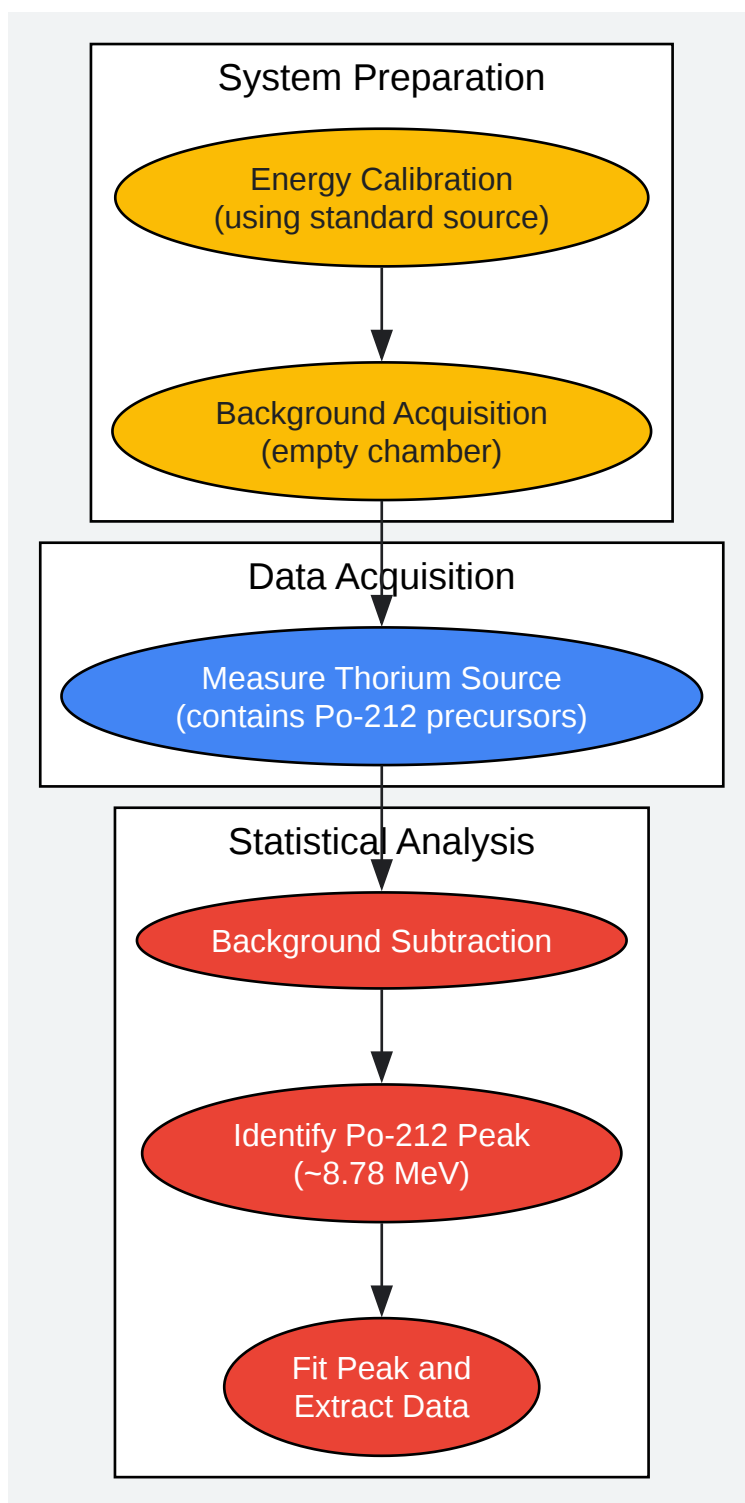 System Preparation
Energy Calibration
(using standard source)
Background Acquisition
(empty chamber)
Data Acquisition
Measure Thorium Source
(contains Po-212 precursors)
Statistical Analysis
Background Subtraction
Identify Po-212 Peak
(~8.78 MeV)
Fit Peak and
Extract Data